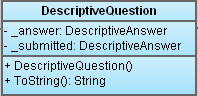 DescriptiveQuestion
- _answer: DescriptiveAnswer
- _submitted: DescriptiveAnswer
+ DescriptiveQuestion()
+ ToString(): String